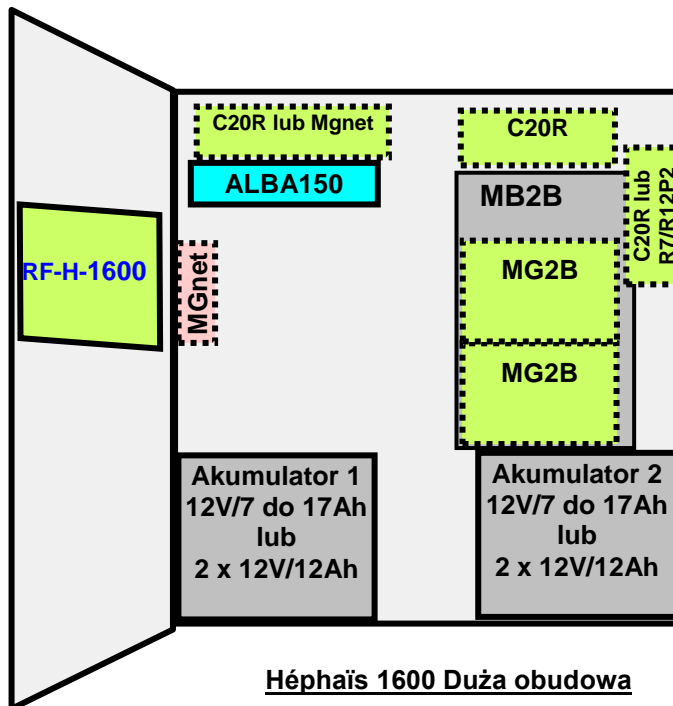 C20R lub Mgnet
ALBA150
C20R
C20R lub
R7/R12P2
MB2B
RF-H-1600
MGnet
MG2B
MG2B
Akumulator 1
12V/7 do 17Ah
lub
2 x 12V/12Ah
Akumulator 2
12V/7 do 17Ah
lub
2 x 12V/12Ah
Héphaïs 1600 Duża obudowa